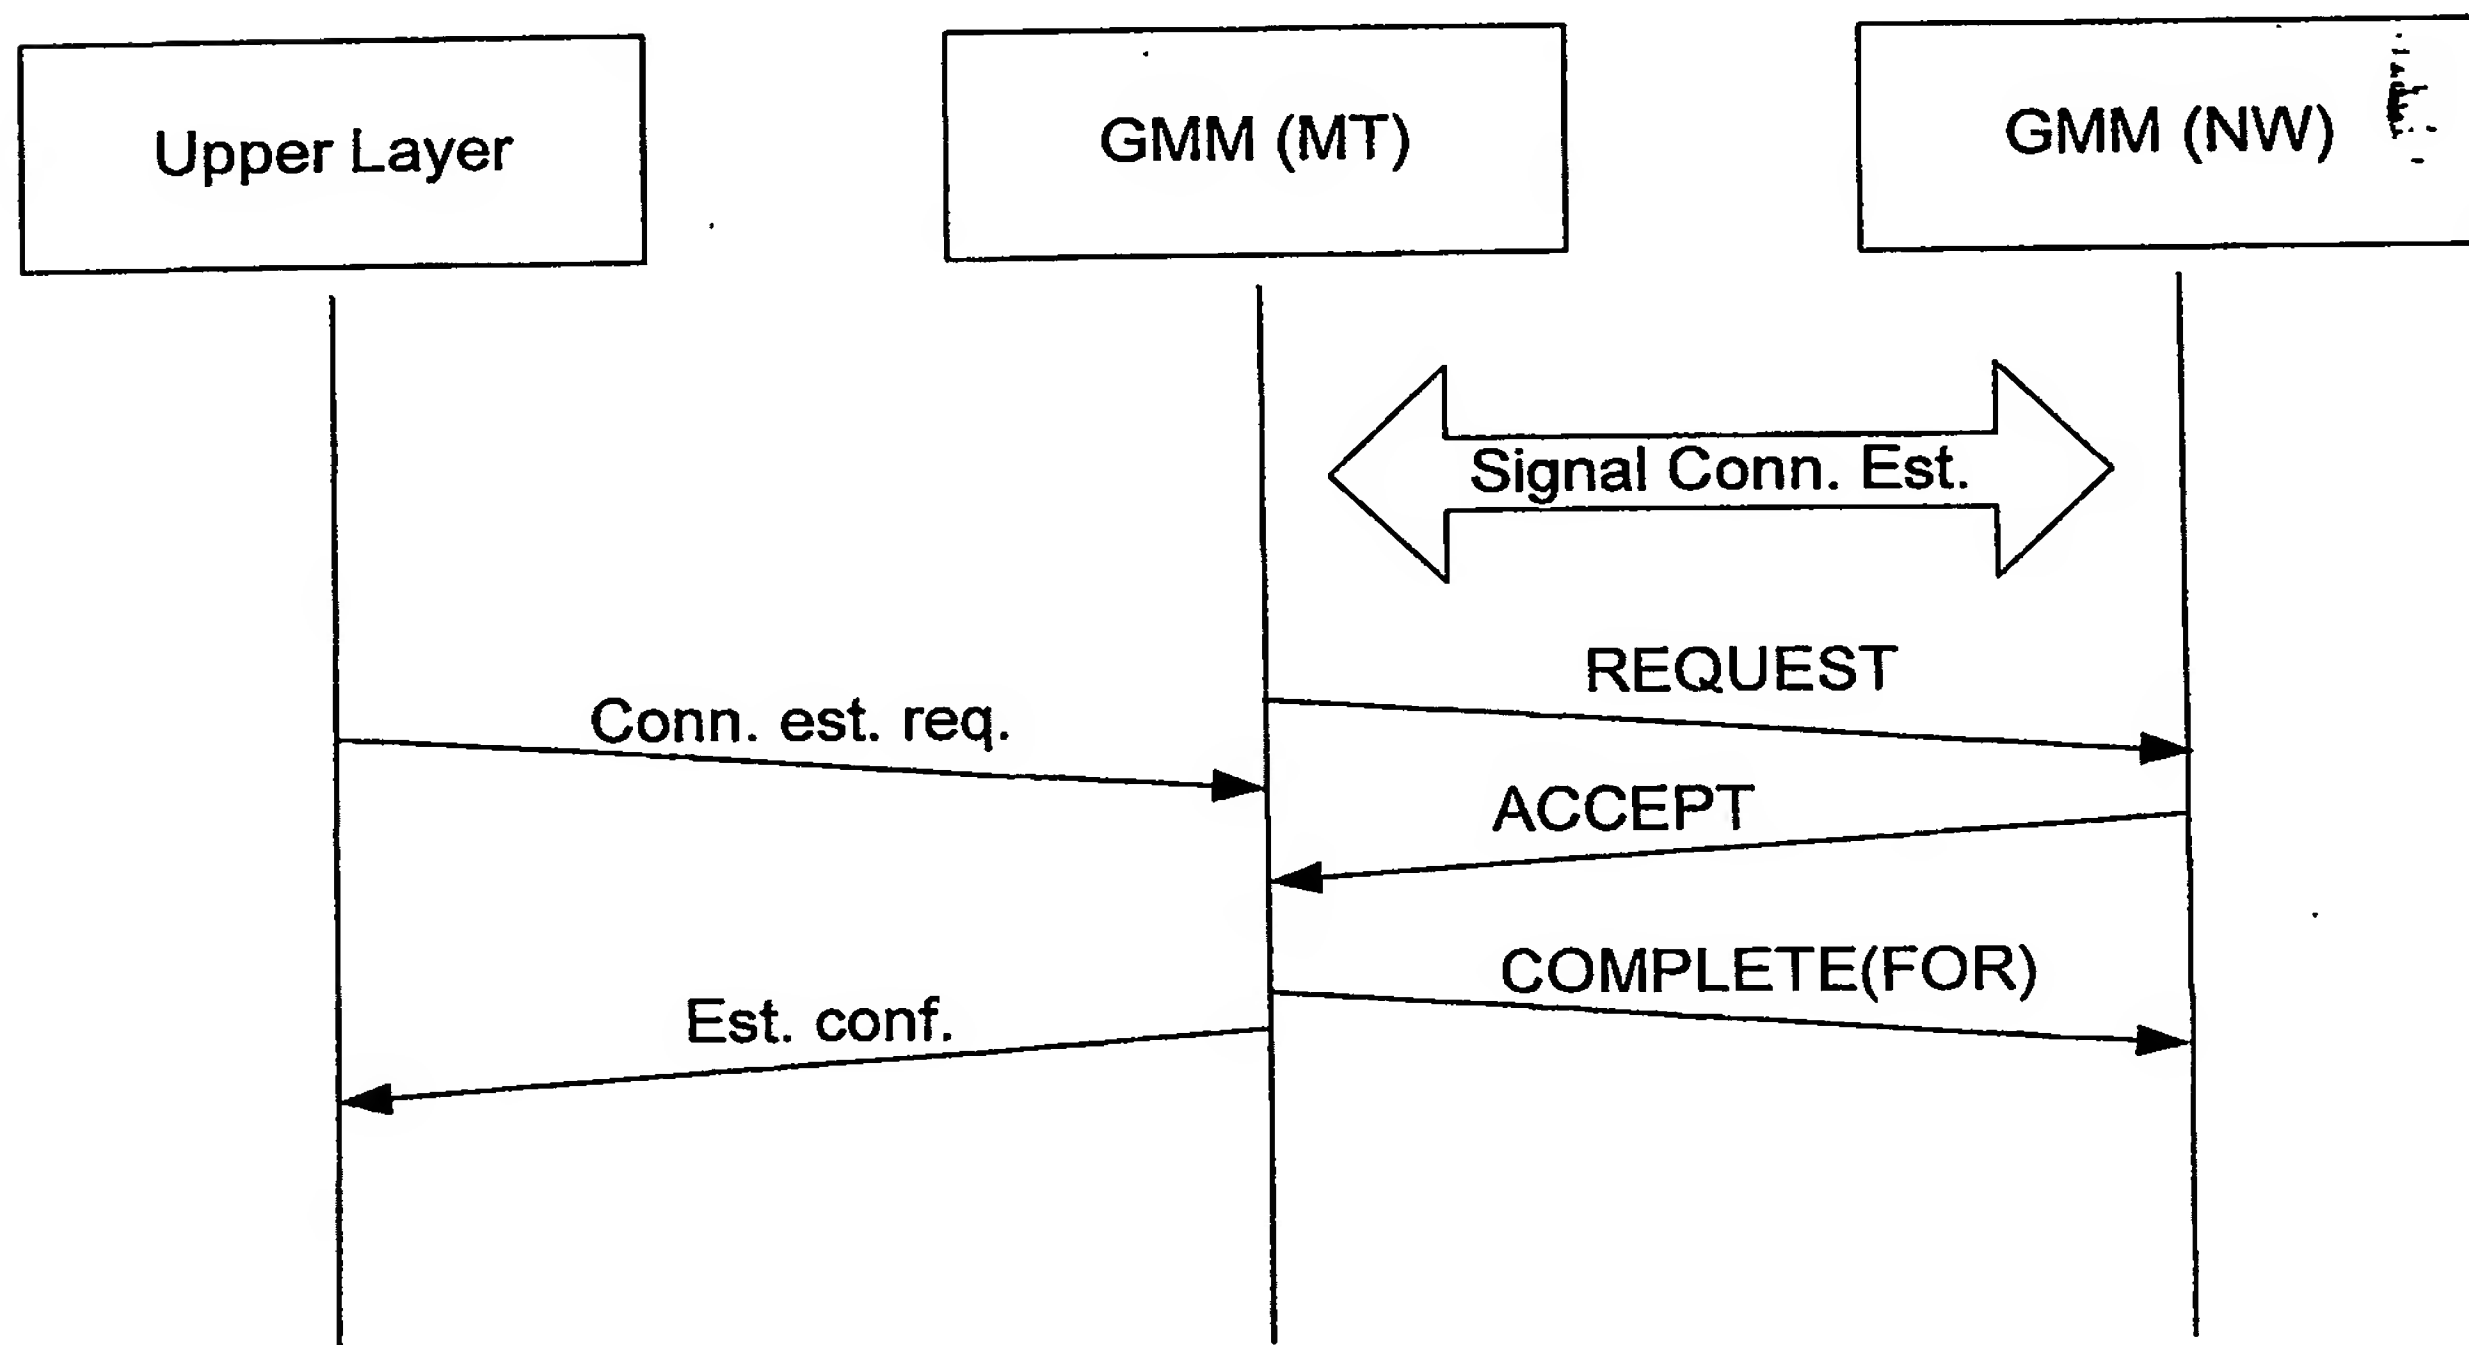 Upper Layer
GMM (MT)
GMM (NW)
Signal Conn. Est.
REQUEST
Conn. est. req.
ACCEPT
COMPLETE(FOR)
Est. conf.